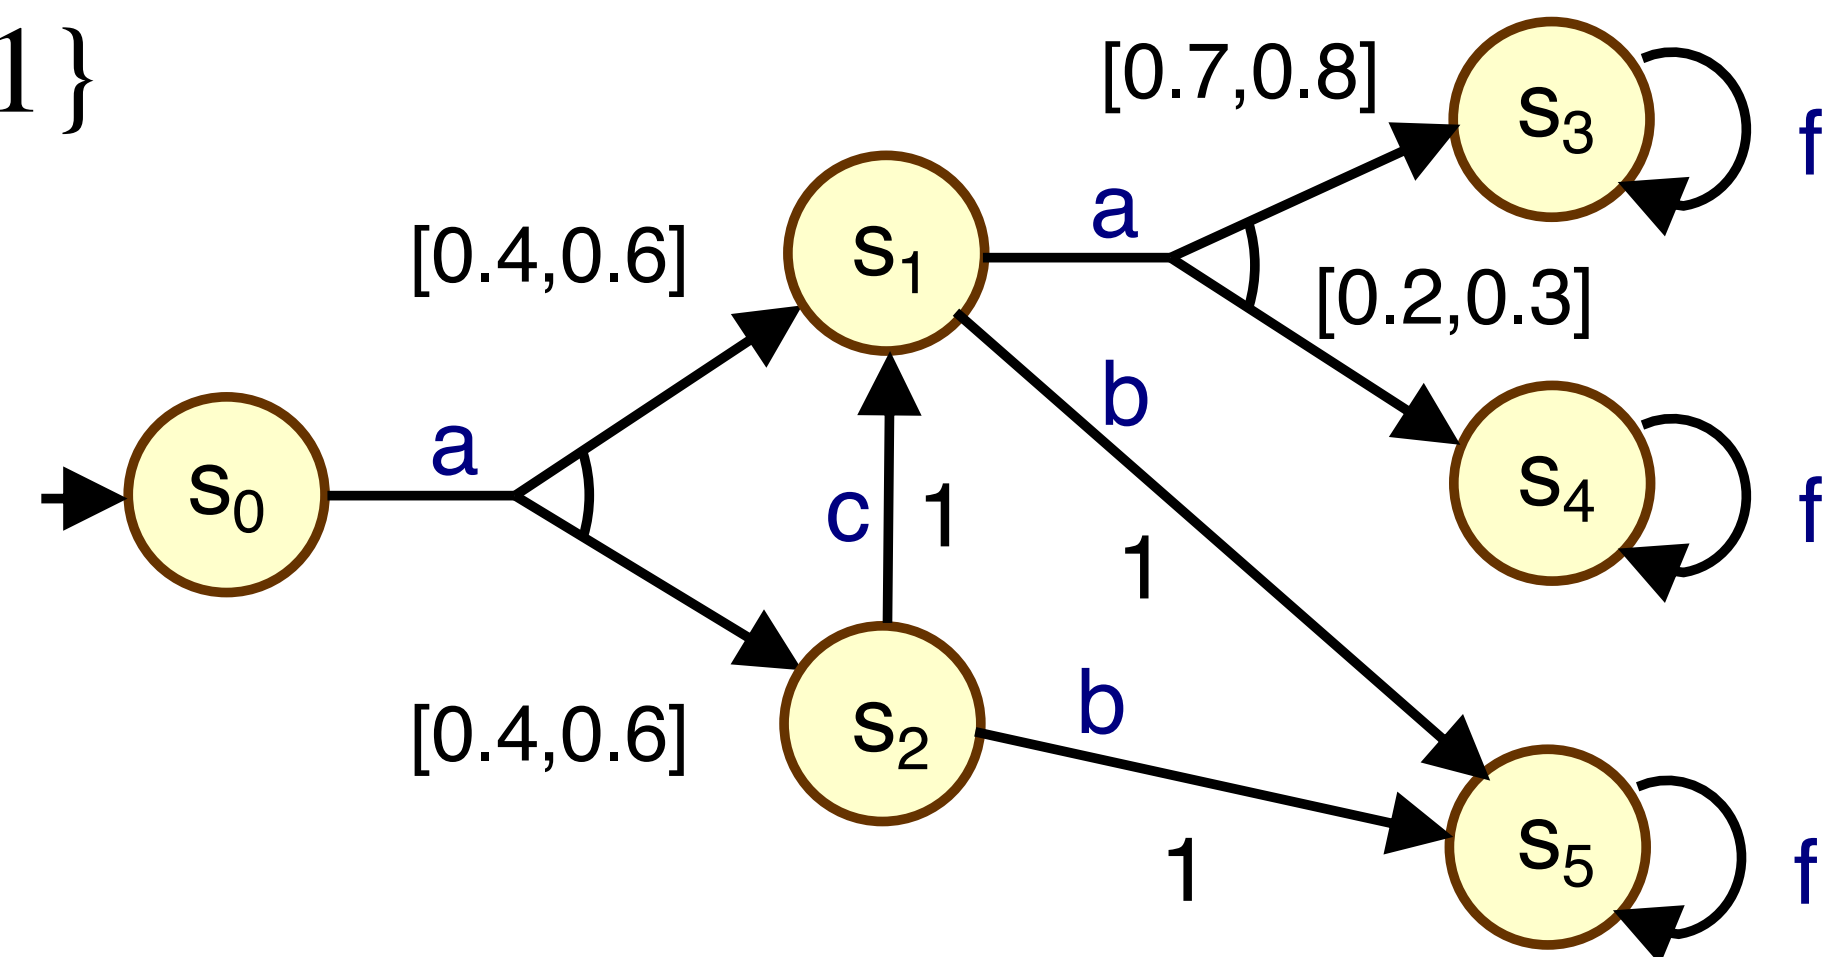 1}
[0.7,0.8]
s3
f
a
[0.4,0.6]
s1
[0.2,0.3]
b
a
s0
c
1
s4
f
1
[0.4,0.6]
s2
b
1
s5
f